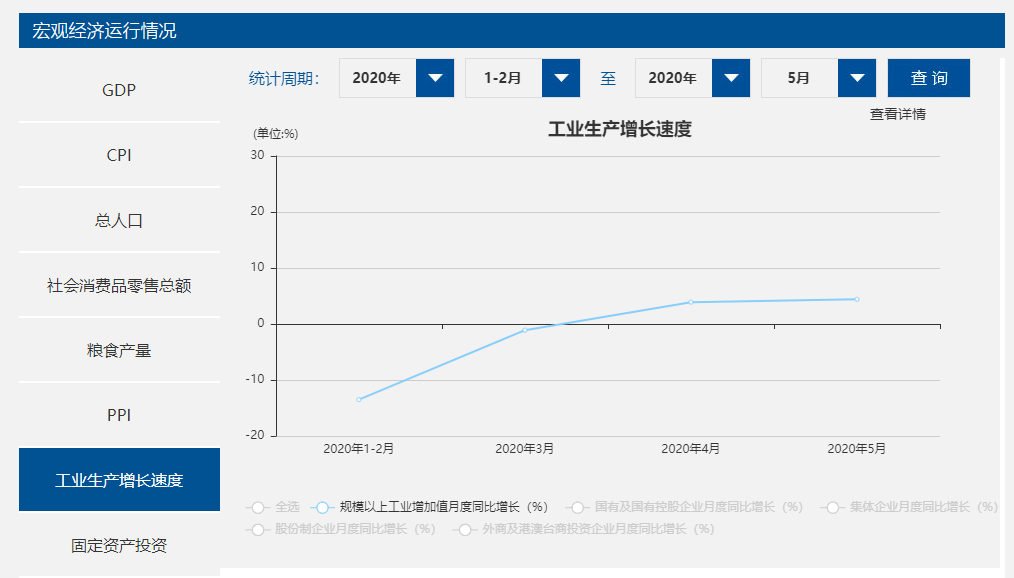 宏观经济运行情况
GDP
CPI
总人口
社会消费品零售总额
粮食产量
PPI
工业生产增长速度
固定资产投资
统计周期： 2020年 1-2月 至 2020年 5月 查 询
查看详情
工业生产增长速度
(单位:%)
30
20
10
0
-10
-20
2020年1-2月 2020年3月 2020年4月 2020年5月
全选 规模以上工业增加值月度同比增长（%） 国有及国有控股企业月度同比增长（%） 集体企业月度同比增长（%）
股份制企业月度同比增长（%） 外商及港澳台商投资企业月度同比增长（%）